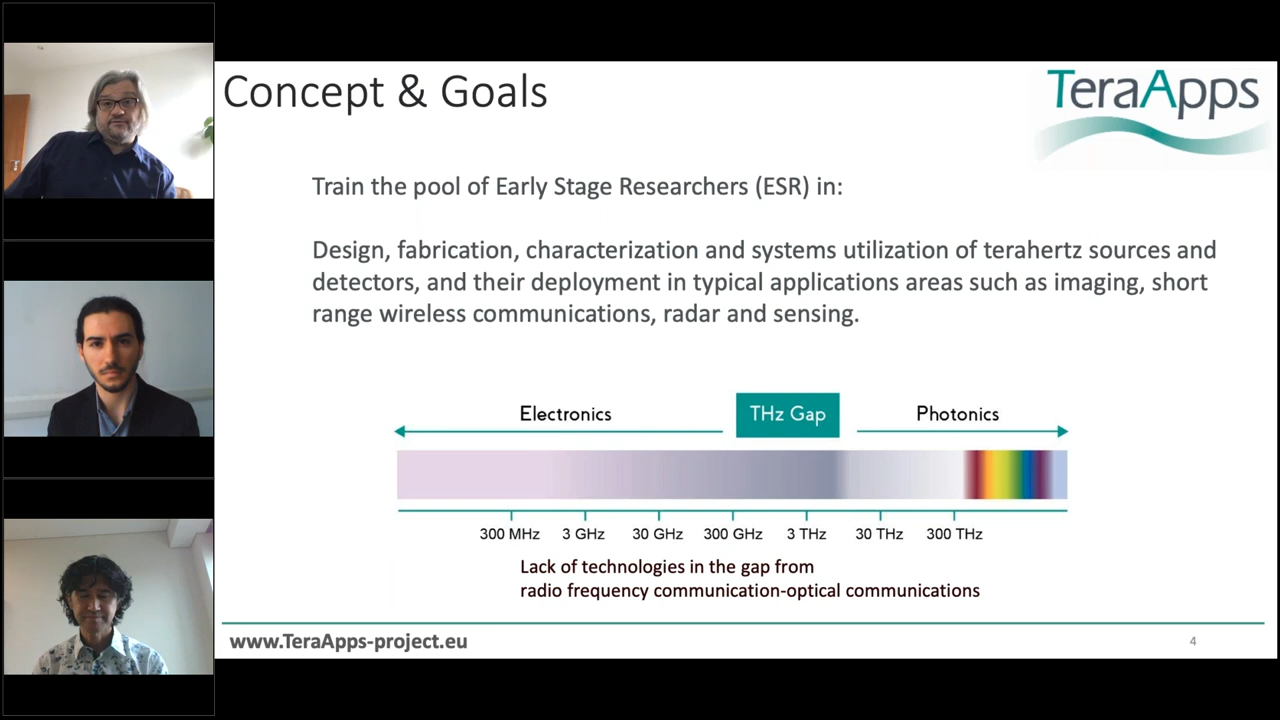 Concept & Goals
TeraApps
Train the pool of Early Stage Researchers (ESR) in:
Design, fabrication, characterization and systems utilization of terahertz sources and
detectors, and their deployment in typical applications areas such as imaging, short
range wireless communications, radar and sensing.
Electronics
THz Gap
Photonics
300 MHz
3 GHz
30 GHz
300 GHz
3 THz
30 THz
300 THz
Lack of technologies in the gap from
radio frequency communication-optical communications
www.TeraApps-project.eu
4